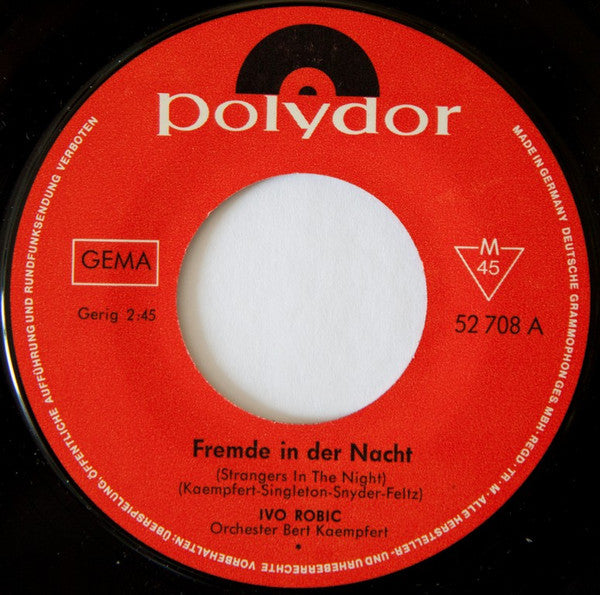 polydor
GEMA
Gerig 2:45
M
45
52 708 A
Fremde in der Nacht
(Strangers In The Night)
(Kaempfert-Singleton-Snyder-Feltz)
IVO ROBIC
Orchester Bert Kaempfert
*
MADE IN GERMANY DEUTSCHE GRAMMOPHON GES. MBH · REGD. TR. M. · ALLE HERSTELLER- UND URHEBERRECHTE VORBEHALTEN: ÜBERSPIELUNG, ÖFFENTLICHE AUFFÜHRUNG UND RUNDFUNKSENDUNG VERBOTEN